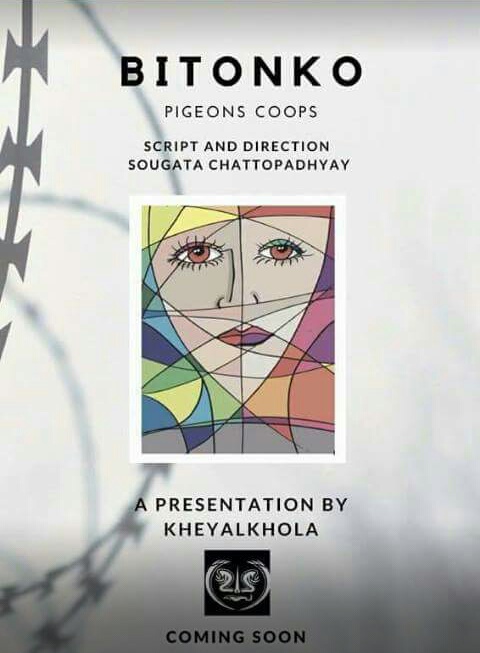 BITONKO
PIGEONS COOPS
SCRIPT AND DIRECTION
SOUGATA CHATTOPADHYAY
A PRESENTATION BY
KHEYALKHOLA
COMING SOON